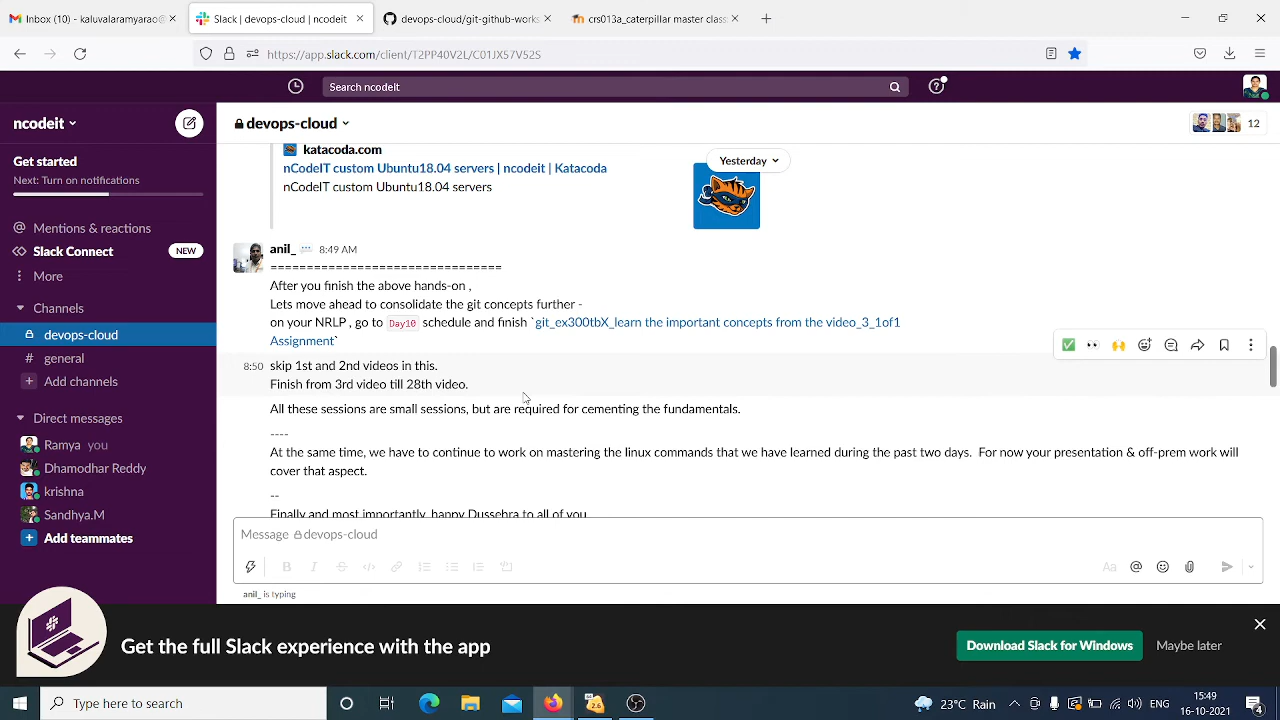 Inbox (106) - kaluvalaramyarao@
Slack | devops-cloud | ncodeit
devops-cloud/git-github-works
crs013a_caterpillar master class
https://app.slack.com/client/T2PP40V2L/C01JX57V52S
Search ncodeit
ncodeit
devops-cloud
12
Get started
Next: Turn on notifications
Mentions & reactions
Slack Connect
NEW
More
Channels
devops-cloud
general
Add channels
Direct messages
Ramya you
Dhamodhar Reddy
krishna
Sandhya.M
Add teammates
katacoda.com
Yesterday
nCodeIT custom Ubuntu18.04 servers | ncodeit | Katacoda
nCodeIT custom Ubuntu18.04 servers
anil_ 8:49 AM
================================
After you finish the above hands-on ,
Lets move ahead to consolidate the git concepts further -
on your NRLP , go to Day10 schedule and finish `git_ex300tbX_learn the important concepts from the video_3_1of1
Assignment`
8:50 skip 1st and 2nd videos in this.
Finish from 3rd video till 28th video.
All these sessions are small sessions, but are required for cementing the fundamentals.
----
At the same time, we have to continue to work on mastering the linux commands that we have learned during the past two days. For now your presentation & off-prem work will
cover that aspect.
--
Finally and most importantly, happy Dussehra to all of you
Message devops-cloud
Aa
anil_ is typing
Get the full Slack experience with the app
Download Slack for Windows
Maybe later
Type here to search
2.6
23°C Rain
ENG
15:49
16-10-2021